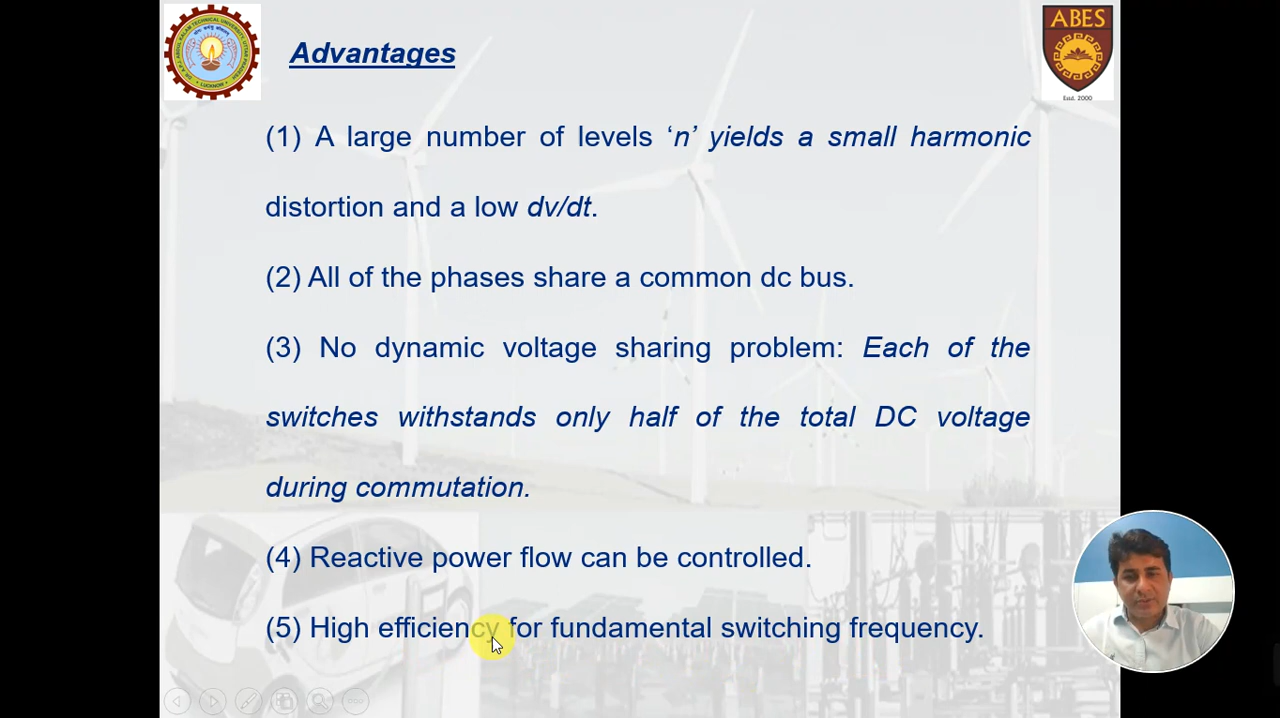 ABES
Estd. 2000
Advantages
(1) A large number of levels ‘n’ yields a small harmonic
distortion and a low dv/dt.
(2) All of the phases share a common dc bus.
(3) No dynamic voltage sharing problem: Each of the
switches withstands only half of the total DC voltage
during commutation.
(4) Reactive power flow can be controlled.
(5) High efficiency for fundamental switching frequency.